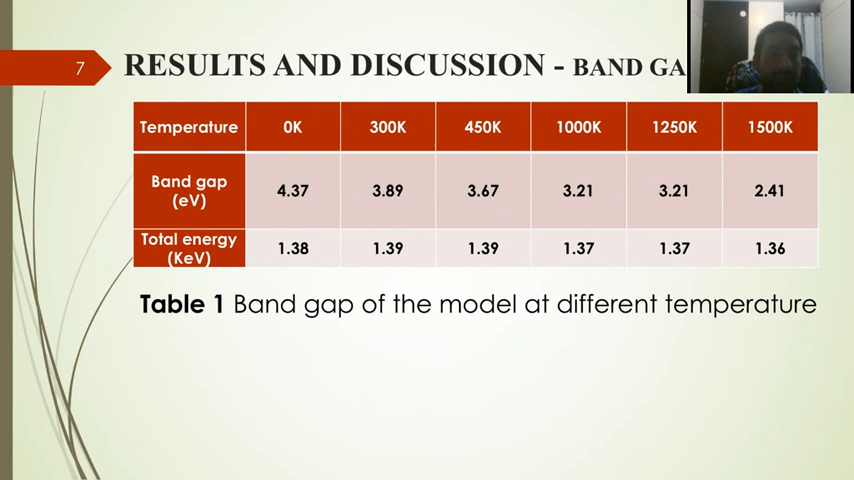 7
RESULTS AND DISCUSSION - BAND GA
Temperature 0K 300K 450K 1000K 1250K 1500K
Band gap
(eV) 4.37 3.89 3.67 3.21 3.21 2.41
Total energy
(KeV) 1.38 1.39 1.39 1.37 1.37 1.36
Table 1 Band gap of the model at different temperature